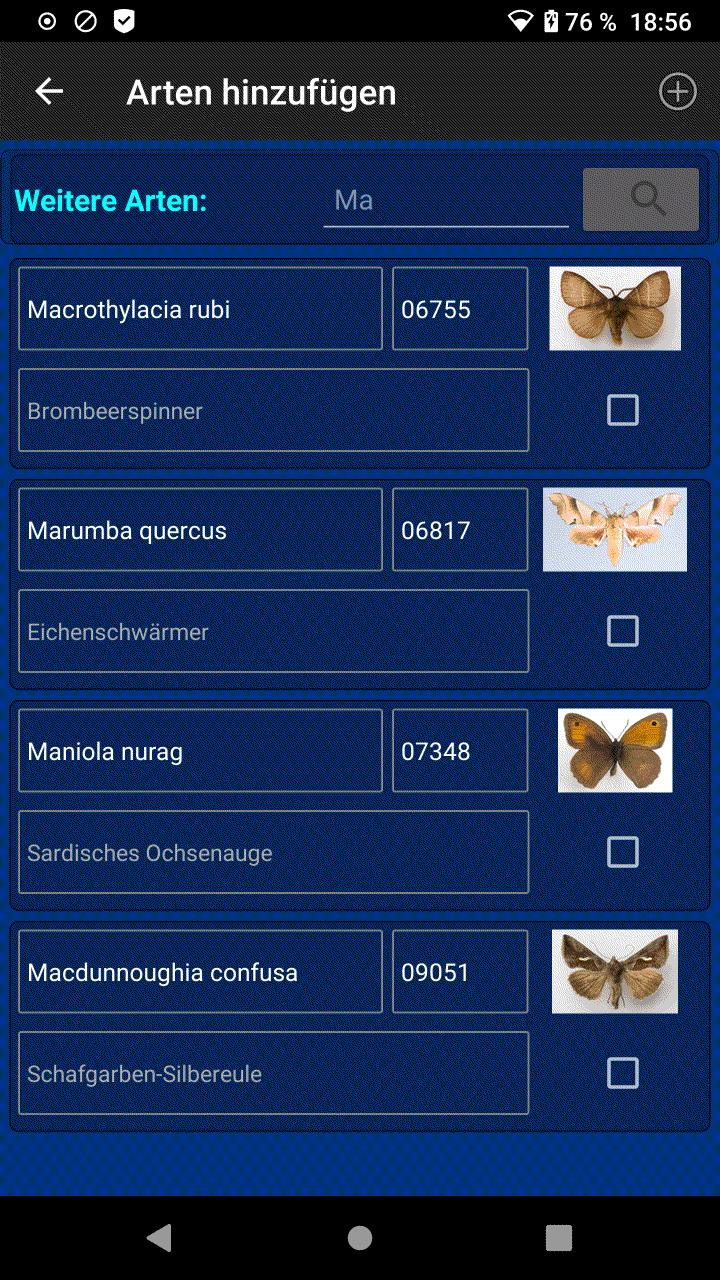 76 % 18:56
Arten hinzufügen
Weitere Arten: Ma
Macrothylacia rubi 06755
Brombeerspinner
Marumba quercus 06817
Eichenschwärmer
Maniola nurag 07348
Sardisches Ochsenauge
Macdunnoughia confusa 09051
Schafgarben-Silbereule